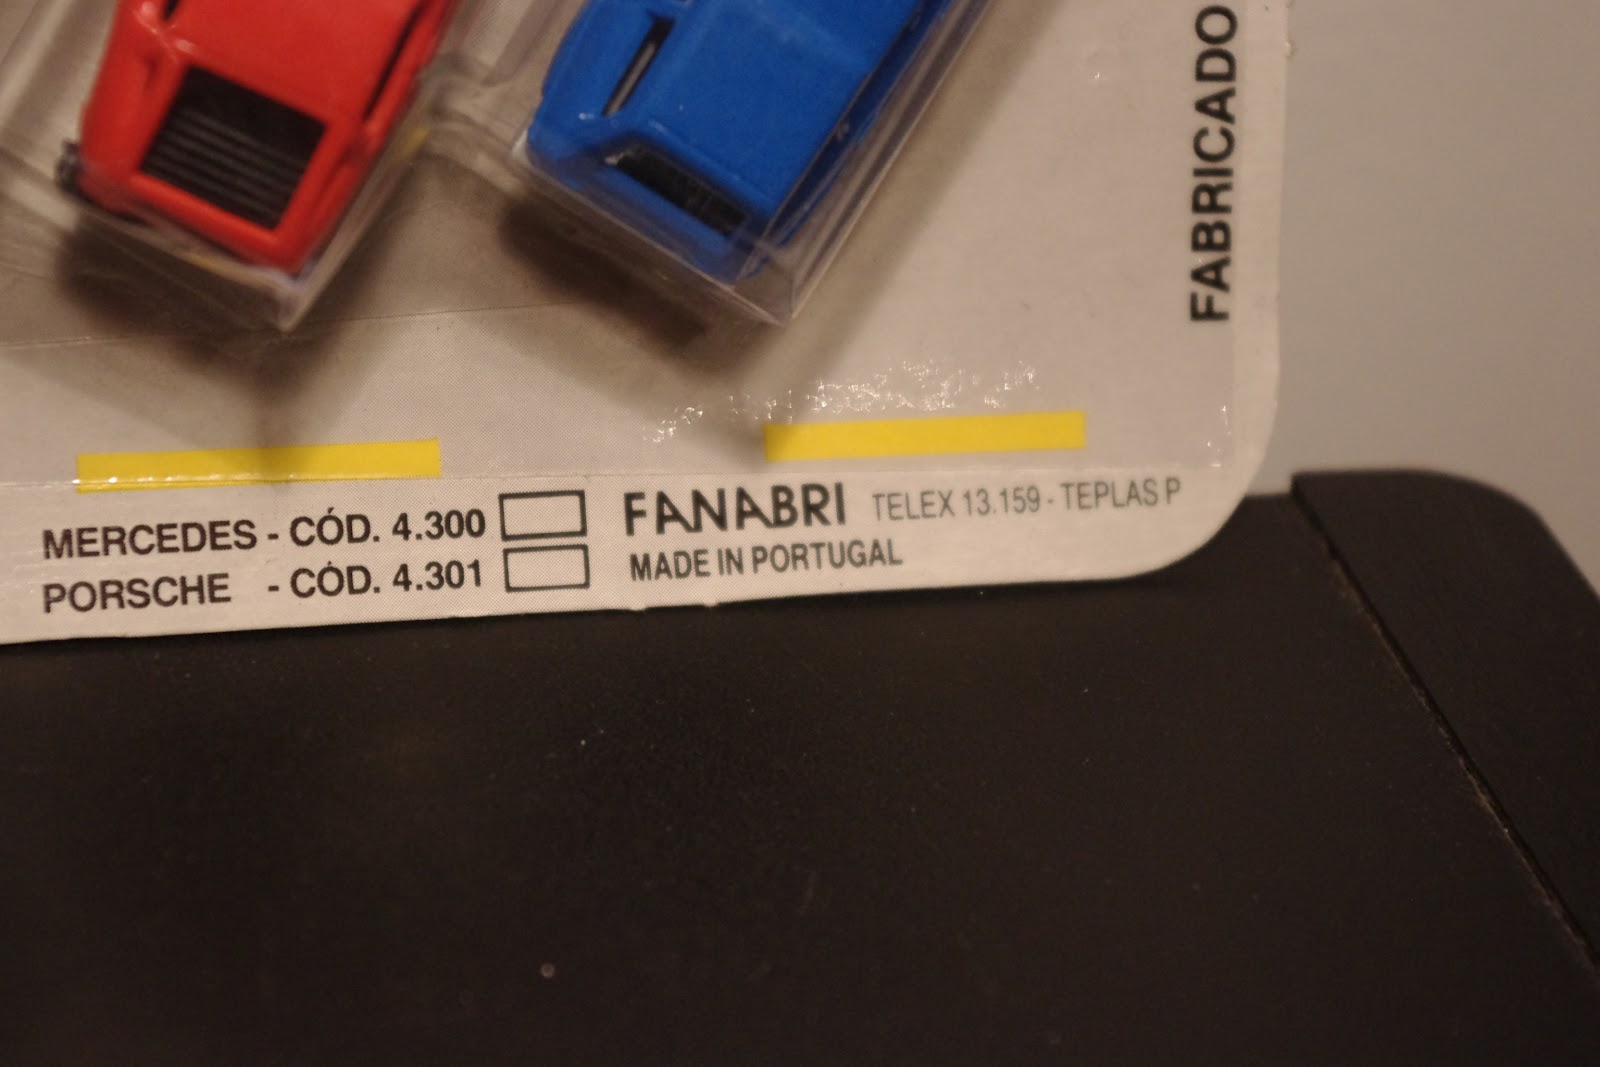 FABRICADO
MERCEDES - CÓD. 4.300
PORSCHE - CÓD. 4.301
FANABRI TELEX 13.159 - TEPLAS P
MADE IN PORTUGAL